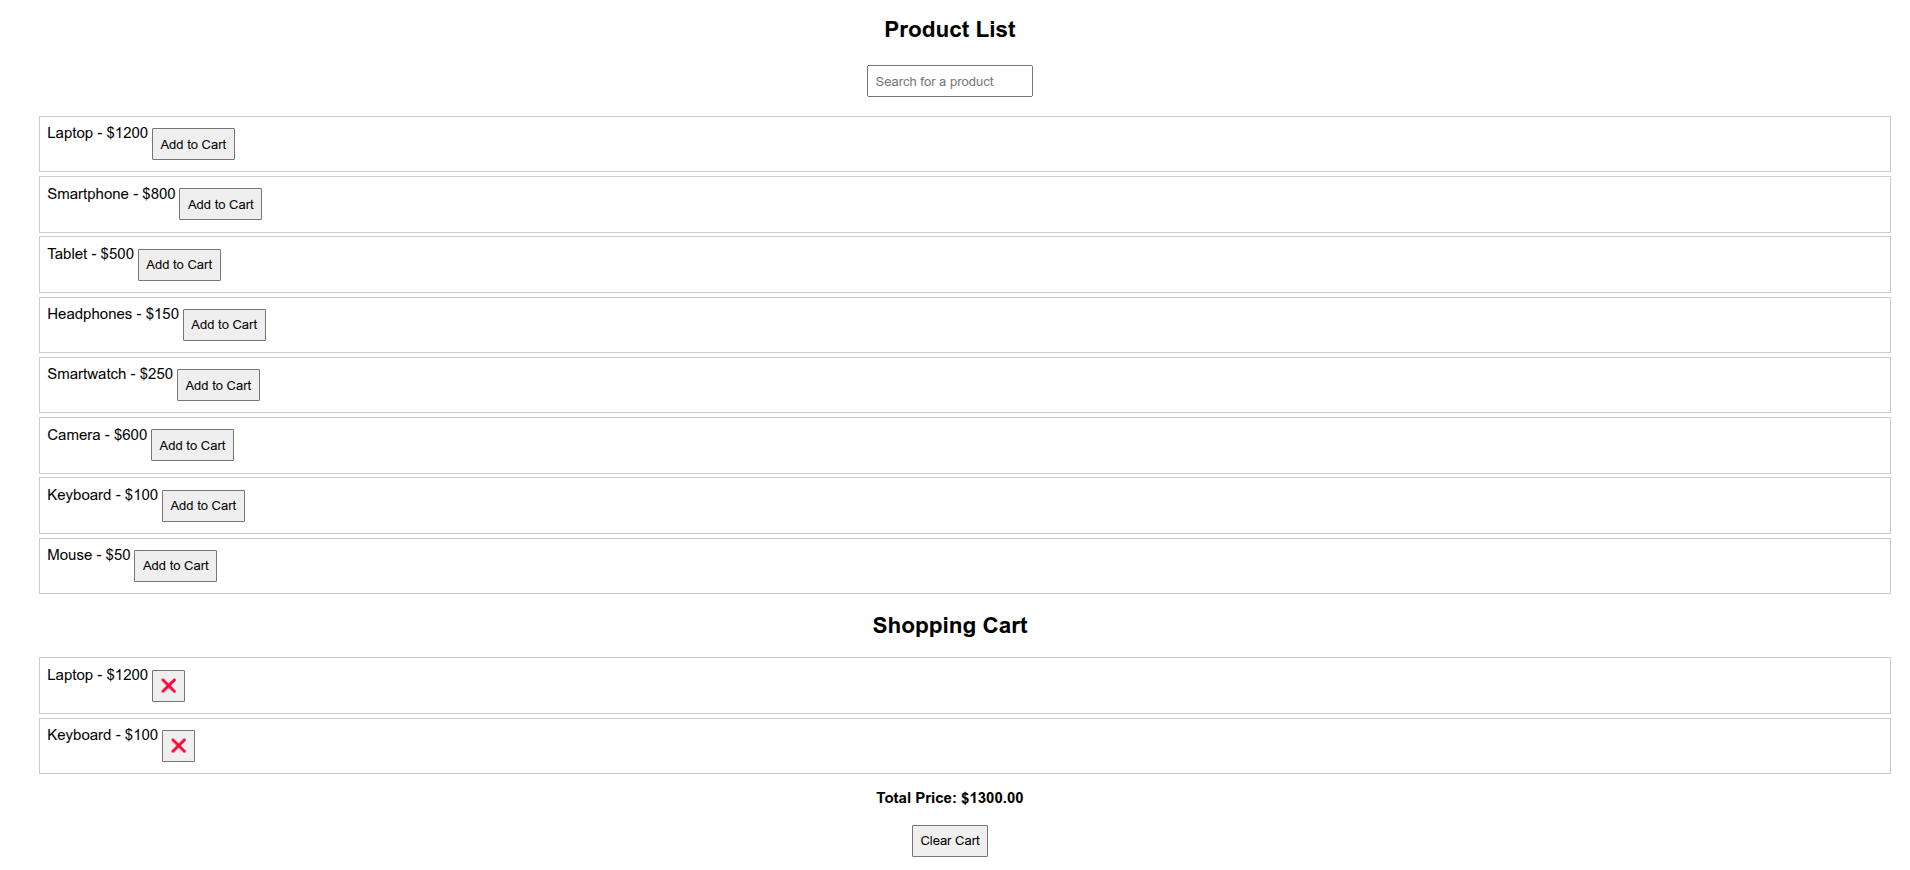 Product List
Search for a product
Laptop - $1200 Add to Cart
Smartphone - $800 Add to Cart
Tablet - $500 Add to Cart
Headphones - $150 Add to Cart
Smartwatch - $250 Add to Cart
Camera - $600 Add to Cart
Keyboard - $100 Add to Cart
Mouse - $50 Add to Cart
Shopping Cart
Laptop - $1200 ❌
Keyboard - $100 ❌
Total Price: $1300.00
Clear Cart